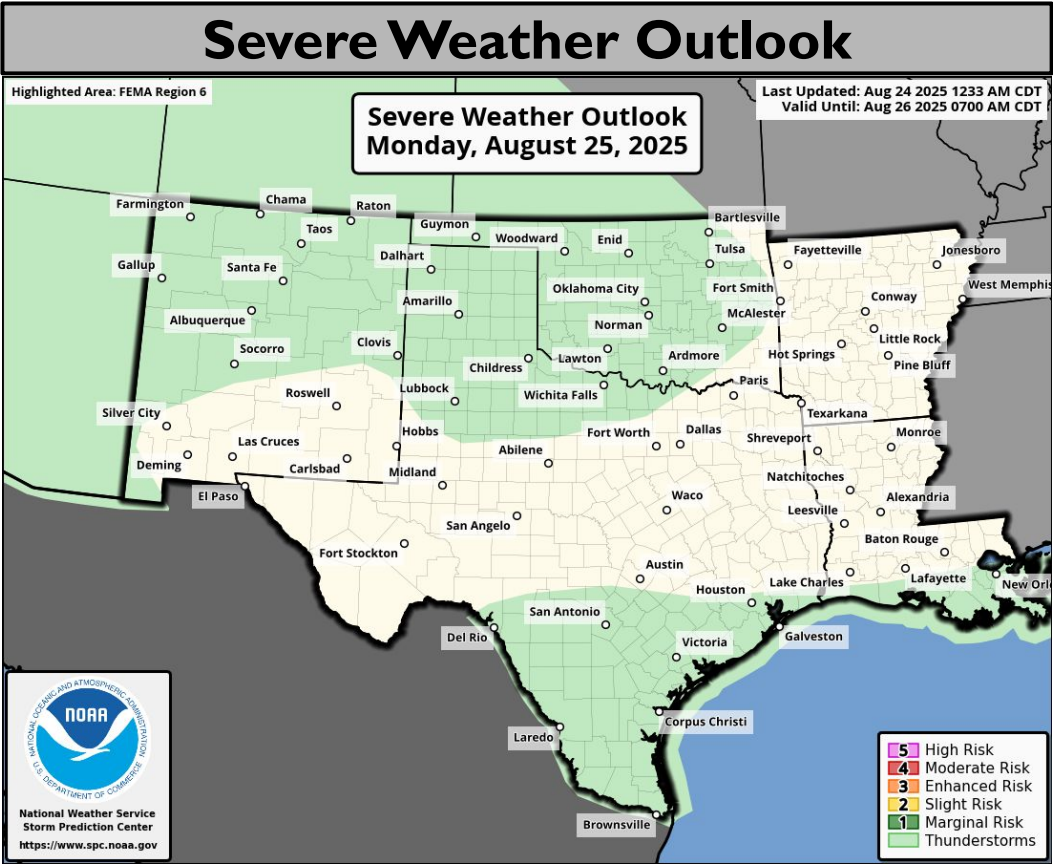 Severe Weather Outlook
Highlighted Area: FEMA Region 6
Last Updated: Aug 24 2025 1233 AM CDT
Valid Until: Aug 26 2025 0700 AM CDT
Severe Weather Outlook
Monday, August 25, 2025
Farmington
Chama
Raton
Taos
Guymon
Bartlesville
Woodward
Enid
Tulsa
Fayetteville
Jonesboro
Gallup
Santa Fe
Dalhart
Oklahoma City
Fort Smith
West Memphis
Albuquerque
Amarillo
Norman
McAlester
Conway
Little Rock
Socorro
Clovis
Childress
Lawton
Ardmore
Hot Springs
Pine Bluff
Roswell
Lubbock
Wichita Falls
Paris
Texarkana
Silver City
Las Cruces
Hobbs
Abilene
Fort Worth
Dallas
Shreveport
Monroe
Deming
Carlsbad
Midland
Natchitoches
El Paso
Waco
Alexandria
San Angelo
Leesville
Fort Stockton
Baton Rouge
Austin
Houston
Lake Charles
Lafayette
New Orl
San Antonio
Del Rio
Victoria
Galveston
Laredo
Corpus Christi
Brownsville
NATIONAL OCEANIC AND ATMOSPHERIC ADMINISTRATION
NOAA
U.S. DEPARTMENT OF COMMERCE
National Weather Service
Storm Prediction Center
https://www.spc.noaa.gov
5 High Risk
4 Moderate Risk
3 Enhanced Risk
2 Slight Risk
1 Marginal Risk
Thunderstorms